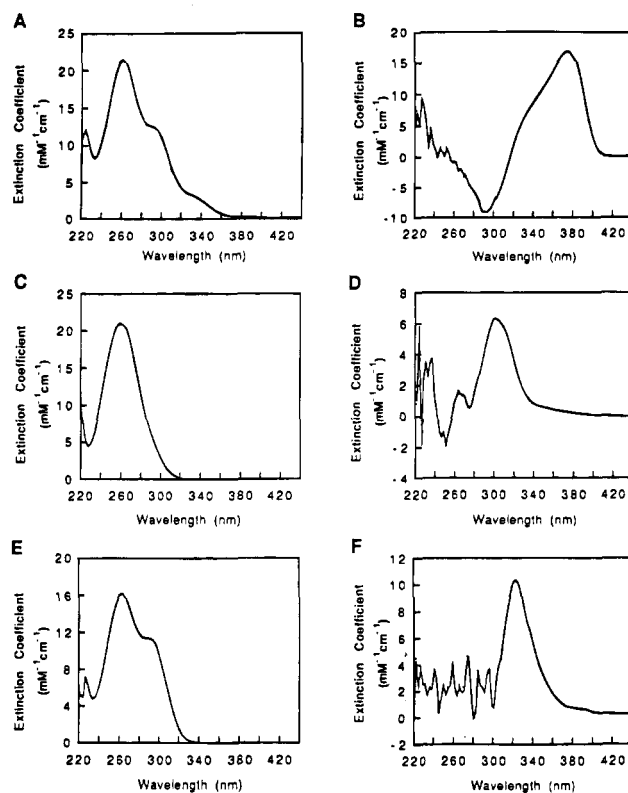 A
Extinction Coefficient
(mM⁻¹cm⁻¹)
25
20
15
10
5
0
220 260 300 340 380 420
Wavelength (nm)
B
Extinction Coefficient
(mM⁻¹cm⁻¹)
20
10
0
-10
220 260 300 340 380 420
Wavelength (nm)
C
Extinction Coefficient
(mM⁻¹cm⁻¹)
25
20
15
10
5
0
220 260 300 340 380 420
Wavelength (nm)
D
Extinction Coefficient
(mM⁻¹cm⁻¹)
8
6
4
2
0
-2
-4
220 260 300 340 380 420
Wavelength (nm)
E
Extinction Coefficient
(mM⁻¹cm⁻¹)
20
16
12
8
4
0
220 260 300 340 380 420
Wavelength (nm)
F
Extinction Coefficient
(mM⁻¹cm⁻¹)
12
10
8
6
4
2
0
-2
220 260 300 340 380 420
Wavelength (nm)